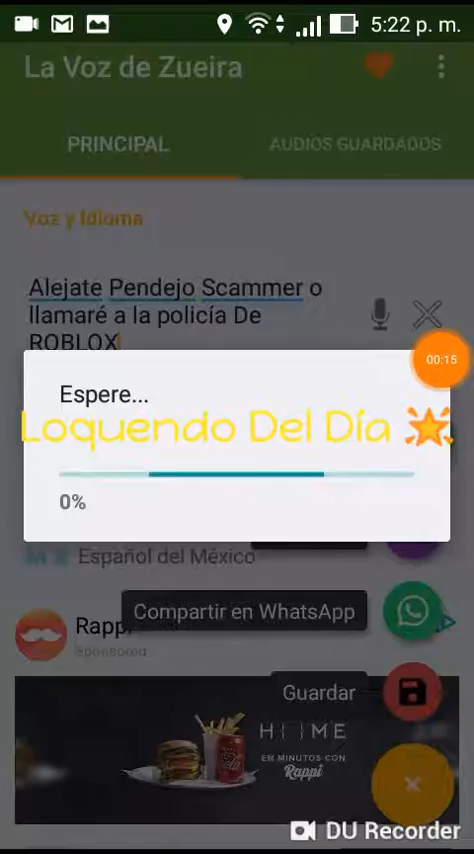 5:22 p. m.
La Voz de Zueira
PRINCIPAL
AUDIOS GUARDADOS
Voz y Idioma
Alejate Pendejo Scammer o
llamaré a la policía De
ROBLOX
00:15
Espere...
Loquendo Del Día
0%
Español del México
Compartir en WhatsApp
Rappi
Sponsored
Guardar
HOME
EN MINUTOS CON
Rappi
DU Recorder